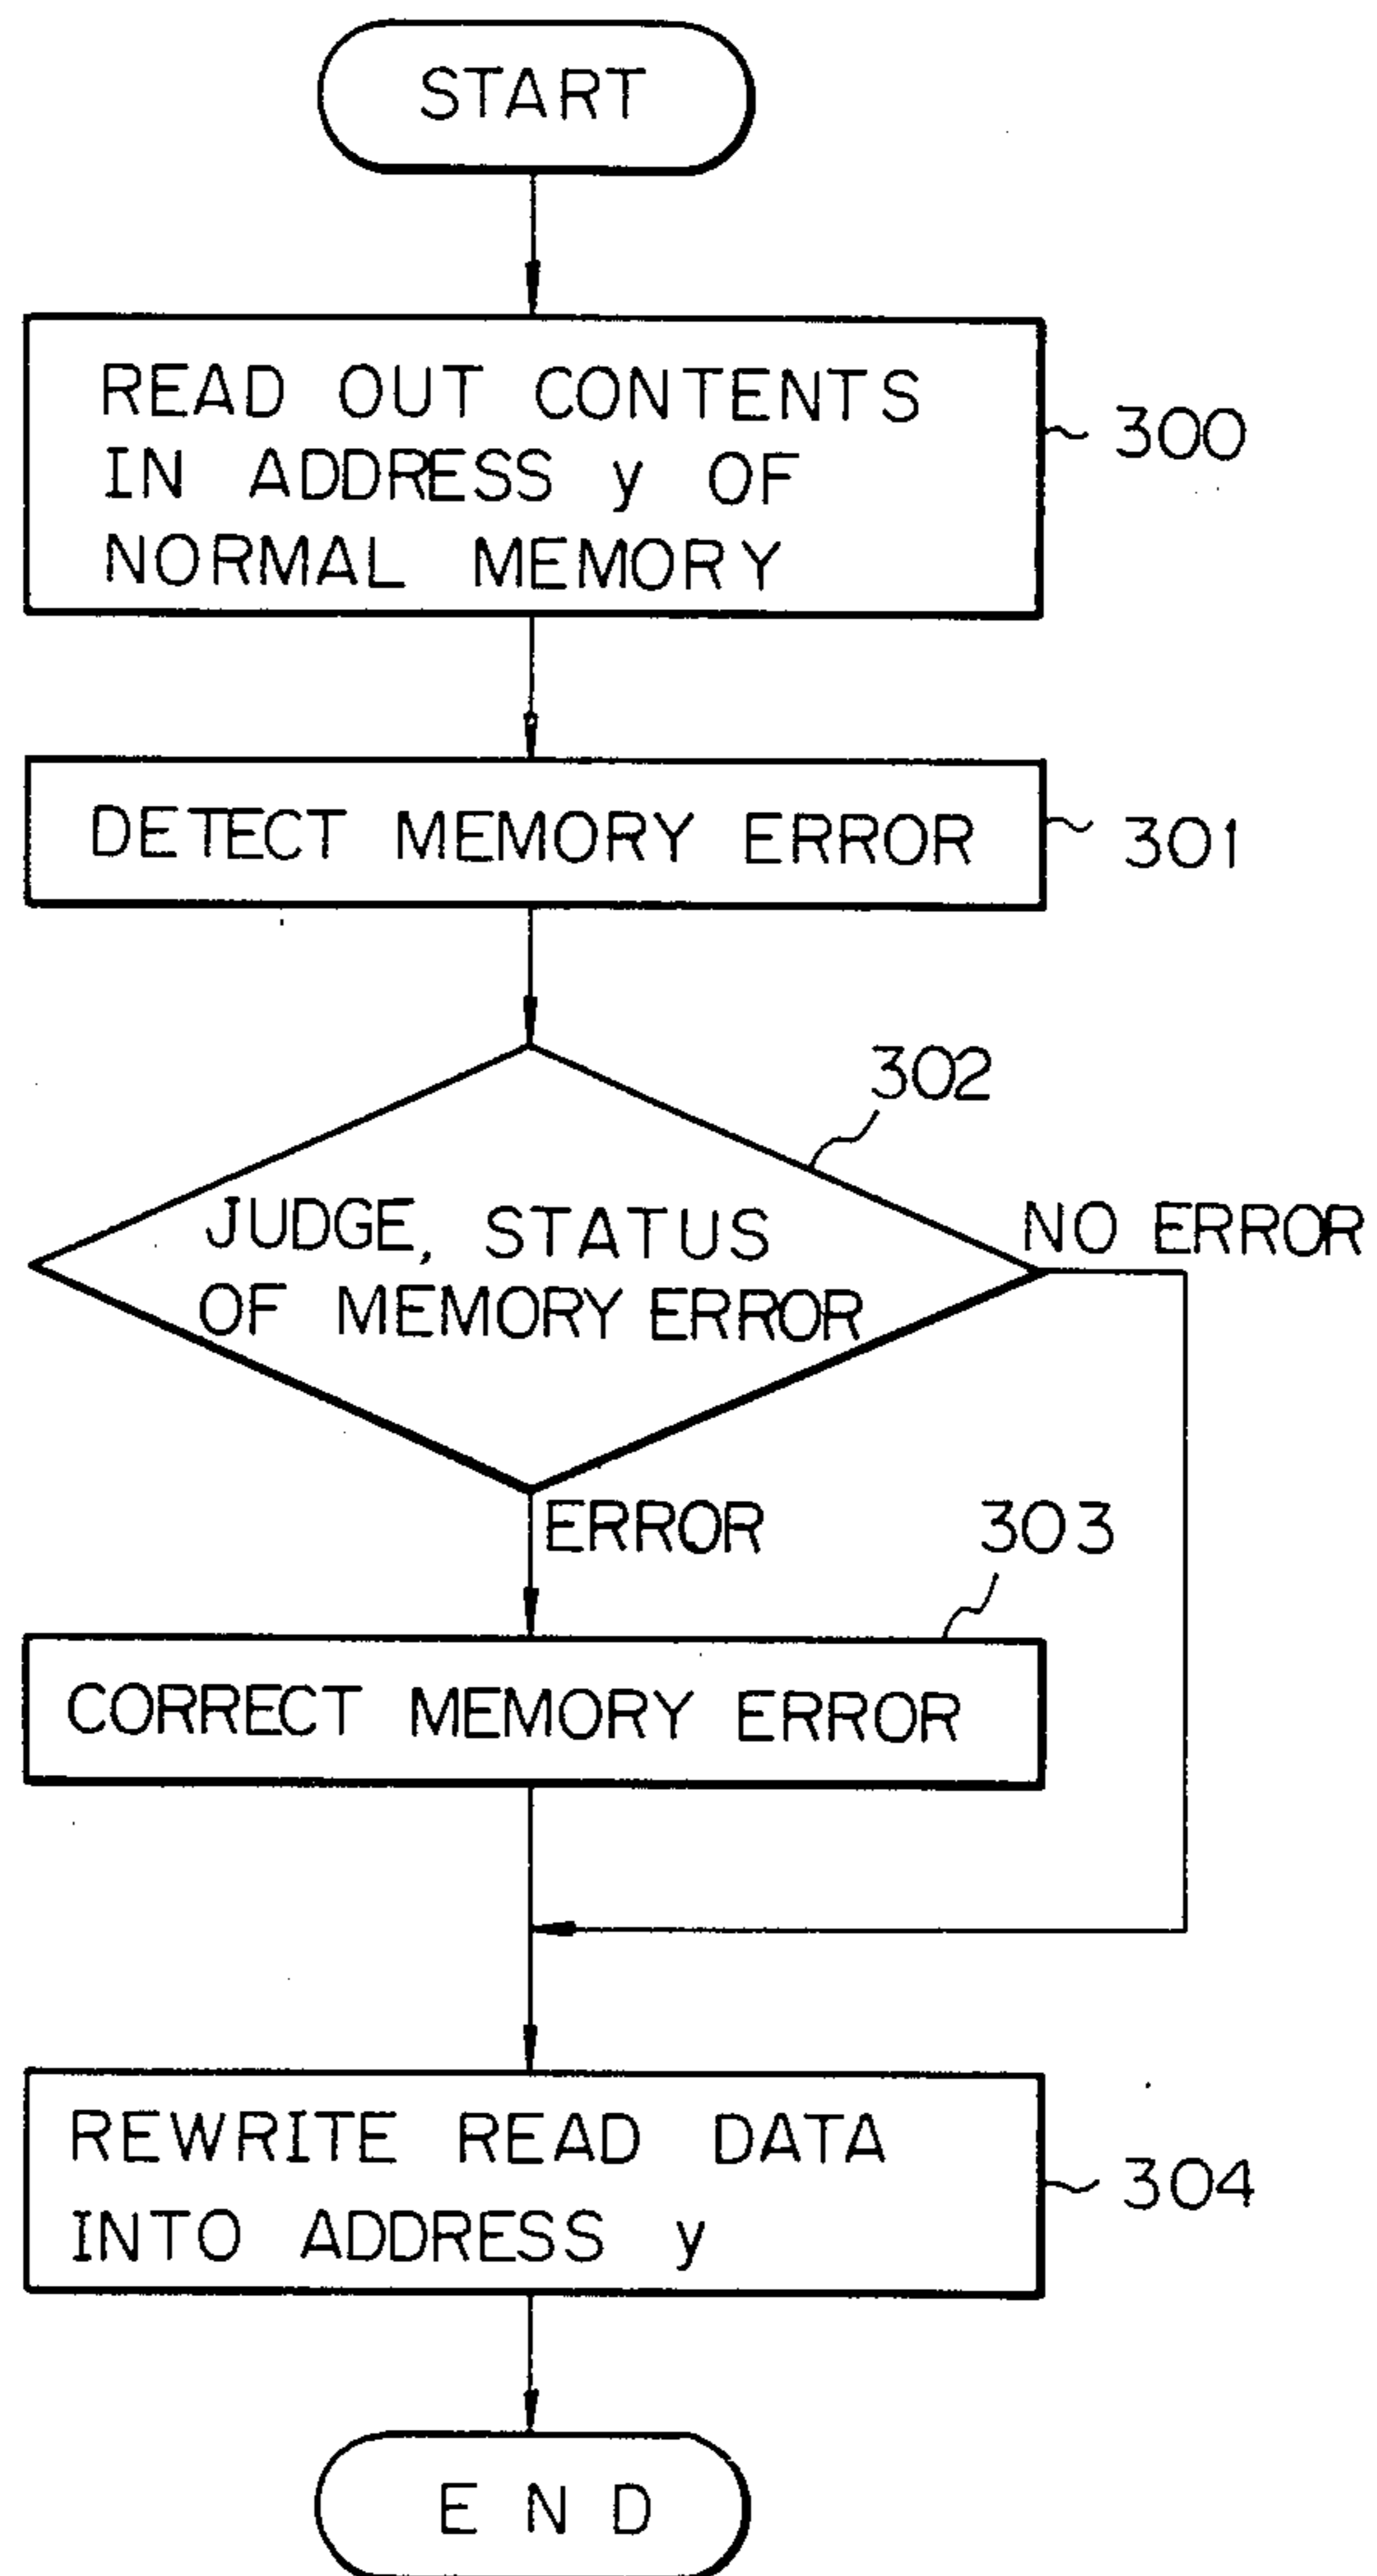 START
READ OUT CONTENTS
IN ADDRESS y OF
NORMAL MEMORY
300
DETECT MEMORY ERROR
301
302
JUDGE, STATUS
OF MEMORY ERROR
NO ERROR
ERROR
303
CORRECT MEMORY ERROR
REWRITE READ DATA
INTO ADDRESS y
304
END